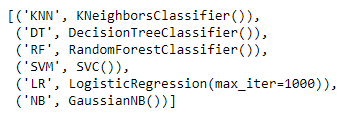 [('KNN', KNeighborsClassifier()),
('DT', DecisionTreeClassifier()),
('RF', RandomForestClassifier()),
('SVM', SVC()),
('LR', LogisticRegression(max_iter=1000)),
('NB', GaussianNB())]